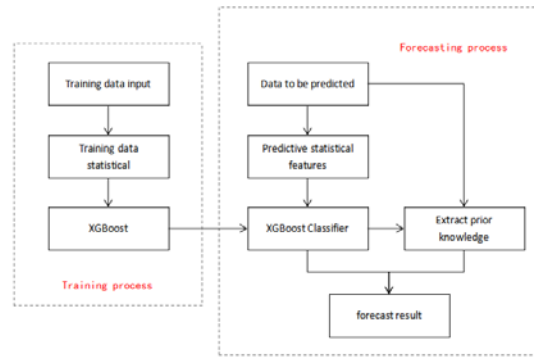 Forecasting process
Training data input
Data to be predicted
Training data
statistical
Predictive statistical
features
XGBoost
XGBoost Classifier
Extract prior
knowledge
Training process
forecast result